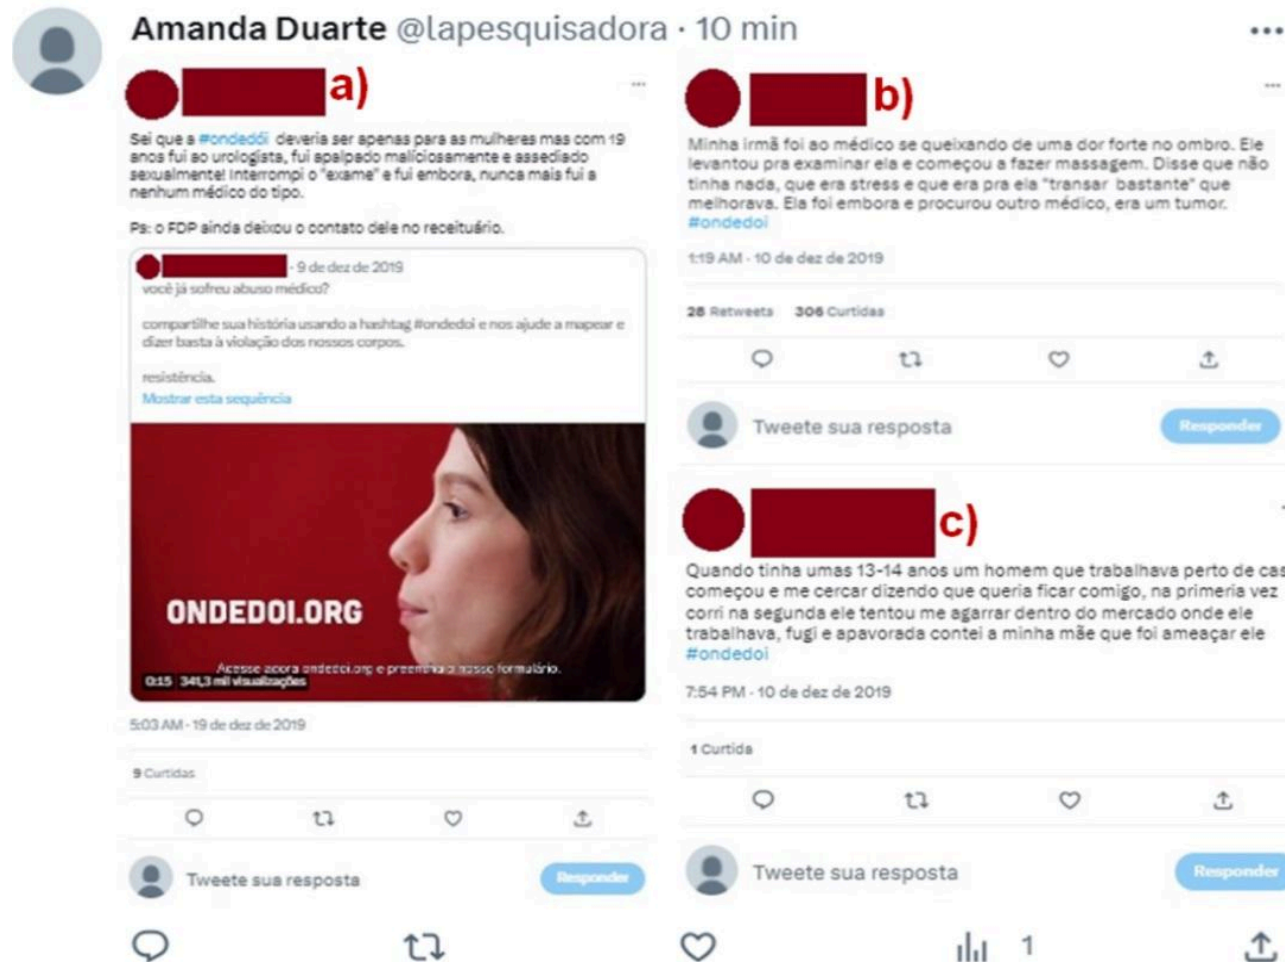 Amanda Duarte @lapesquisadora · 10 min
a)
Sei que a #ondedói deveria ser apenas para as mulheres mas com 19
anos fui ao urologista, fui apalpado maliciosamente e assediado
sexualmente! Interrompi o "exame" e fui embora, nunca mais fui a
nenhum médico do tipo.
Ps: o FDP ainda deixou o contato dele no receituário.
· 9 de dez de 2019
você já sofreu abuso médico?
compartilhe sua história usando a hashtag #ondedoi e nos ajude a mapear e
dizer basta à violação dos nossos corpos.
resistência.
Mostrar esta sequência
ONDEDOI.ORG
Acesse agora ondedoi.org e preencha o nosso formulário.
0:15 341,3 mil visualizações
5:03 AM · 19 de dez de 2019
9 Curtidas
Tweete sua resposta
Responder
b)
Minha irmã foi ao médico se queixando de uma dor forte no ombro. Ele
levantou pra examinar ela e começou a fazer massagem. Disse que não
tinha nada, que era stress e que era pra ela "transar bastante" que
melhorava. Ela foi embora e procurou outro médico, era um tumor.
#ondedoi
1:19 AM · 10 de dez de 2019
28 Retweets 306 Curtidas
Tweete sua resposta
Responder
c)
Quando tinha umas 13-14 anos um homem que trabalhava perto de cas
começou e me cercar dizendo que queria ficar comigo, na primeria vez
corri na segunda ele tentou me agarrar dentro do mercado onde ele
trabalhava, fugi e apavorada contei a minha mãe que foi ameaçar ele
#ondedoi
7:54 PM · 10 de dez de 2019
1 Curtida
Tweete sua resposta
Responder
1